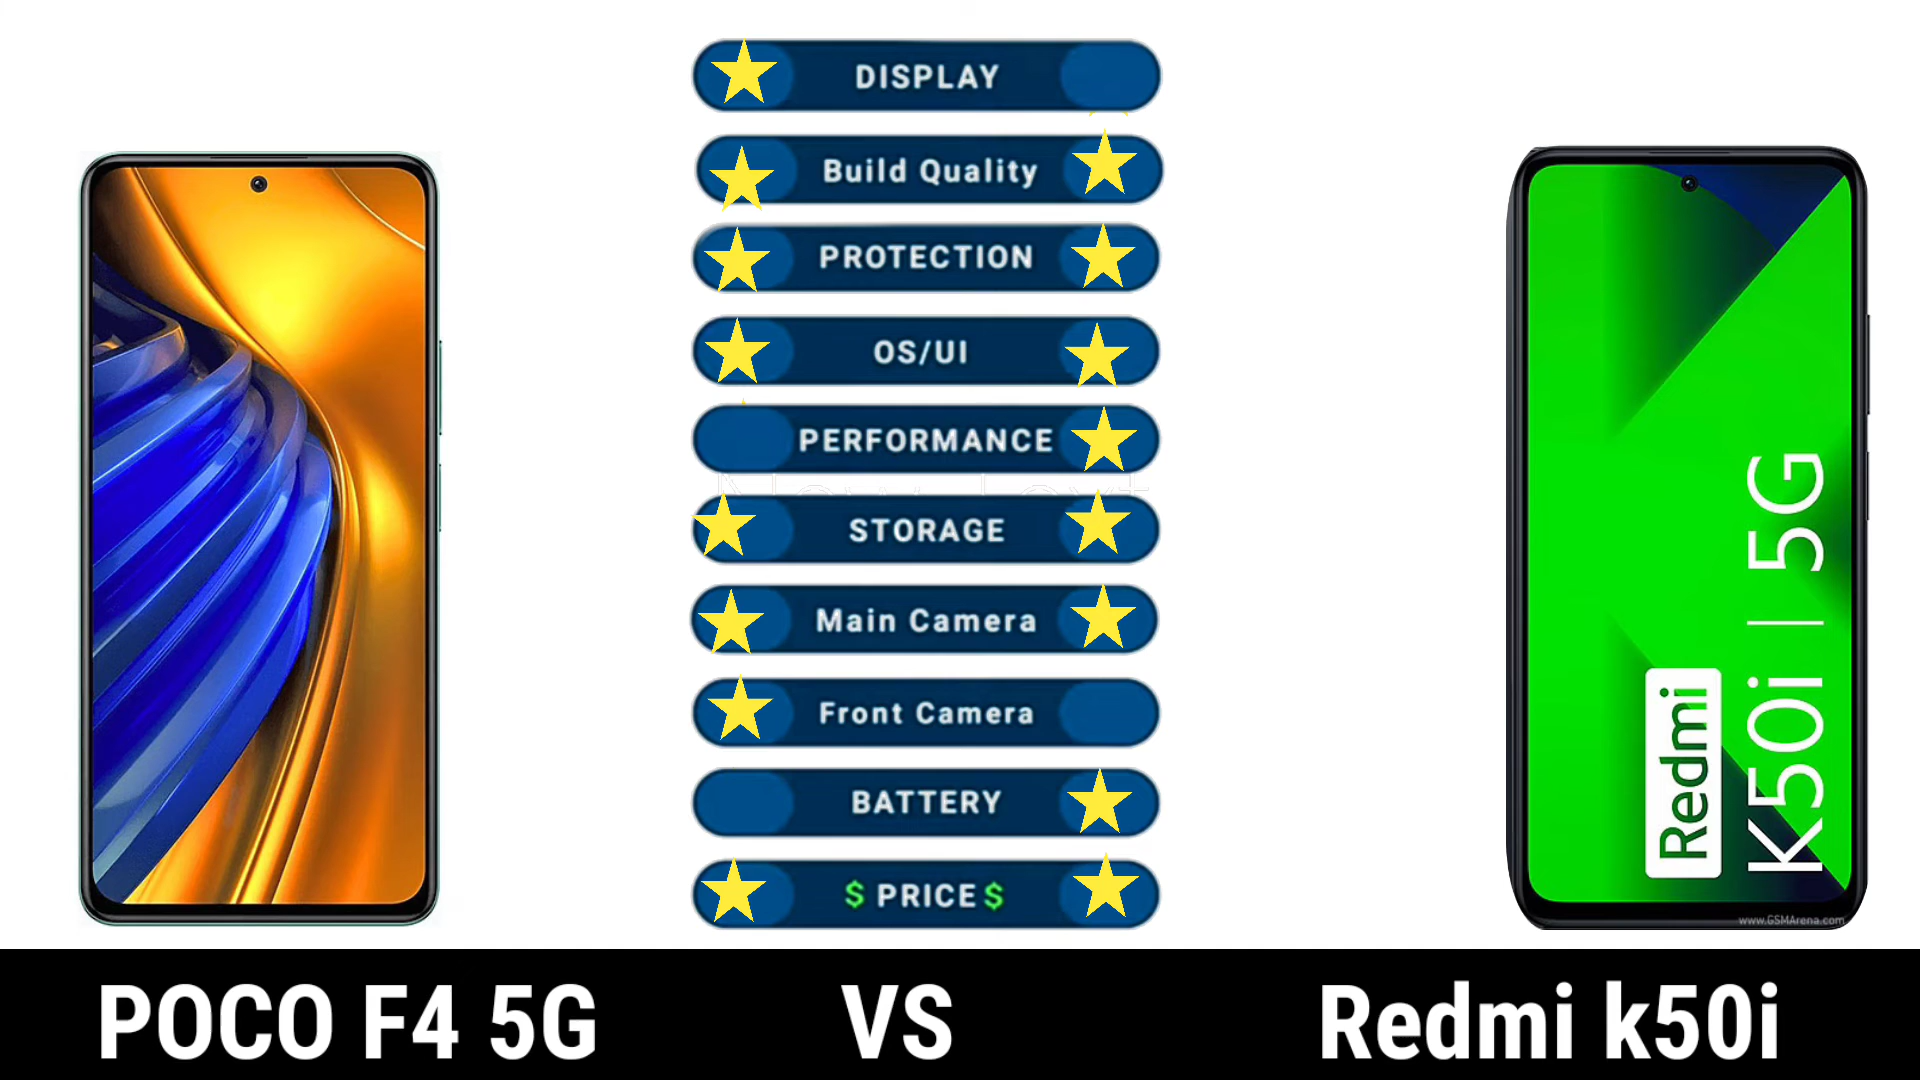 DISPLAY
Build Quality
PROTECTION
OS/UI
PERFORMANCE
STORAGE
Main Camera
Front Camera
BATTERY
$ PRICE $
Redmi
K50i | 5G
www.GSMArena.com
POCO F4 5G VS Redmi k50i